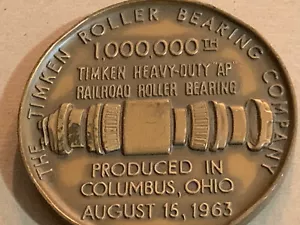 THE TIMKEN ROLLER BEARING COMPANY
1,000,000TH
TIMKEN HEAVY-DUTY "AP"
RAILROAD ROLLER BEARING
PRODUCED IN
COLUMBUS, OHIO
AUGUST 15, 1963